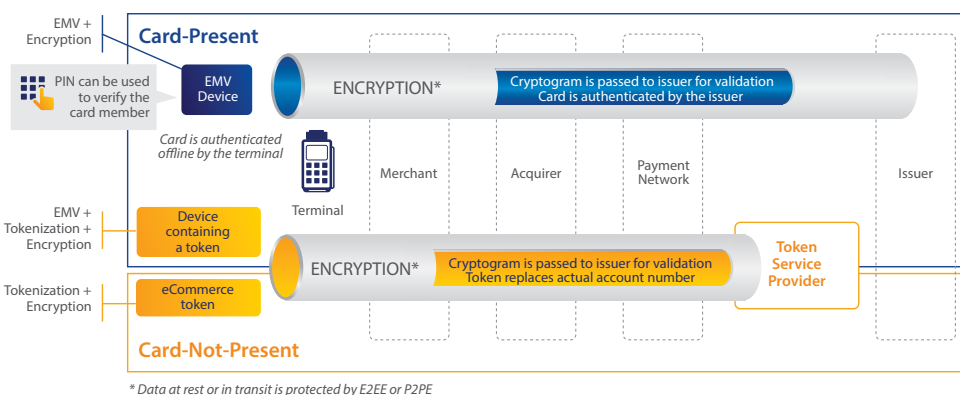 EMV +
Encryption
Card-Present
PIN can be used
to verify the
card member
EMV
Device
ENCRYPTION*
Cryptogram is passed to issuer for validation
Card is authenticated by the issuer
Card is authenticated
offline by the terminal
Terminal
Merchant
Acquirer
Payment
Network
Issuer
EMV +
Tokenization +
Encryption
Device
containing
a token
ENCRYPTION*
Cryptogram is passed to issuer for validation
Token replaces actual account number
Token
Service
Provider
Tokenization +
Encryption
eCommerce
token
Card-Not-Present
* Data at rest or in transit is protected by E2EE or P2PE